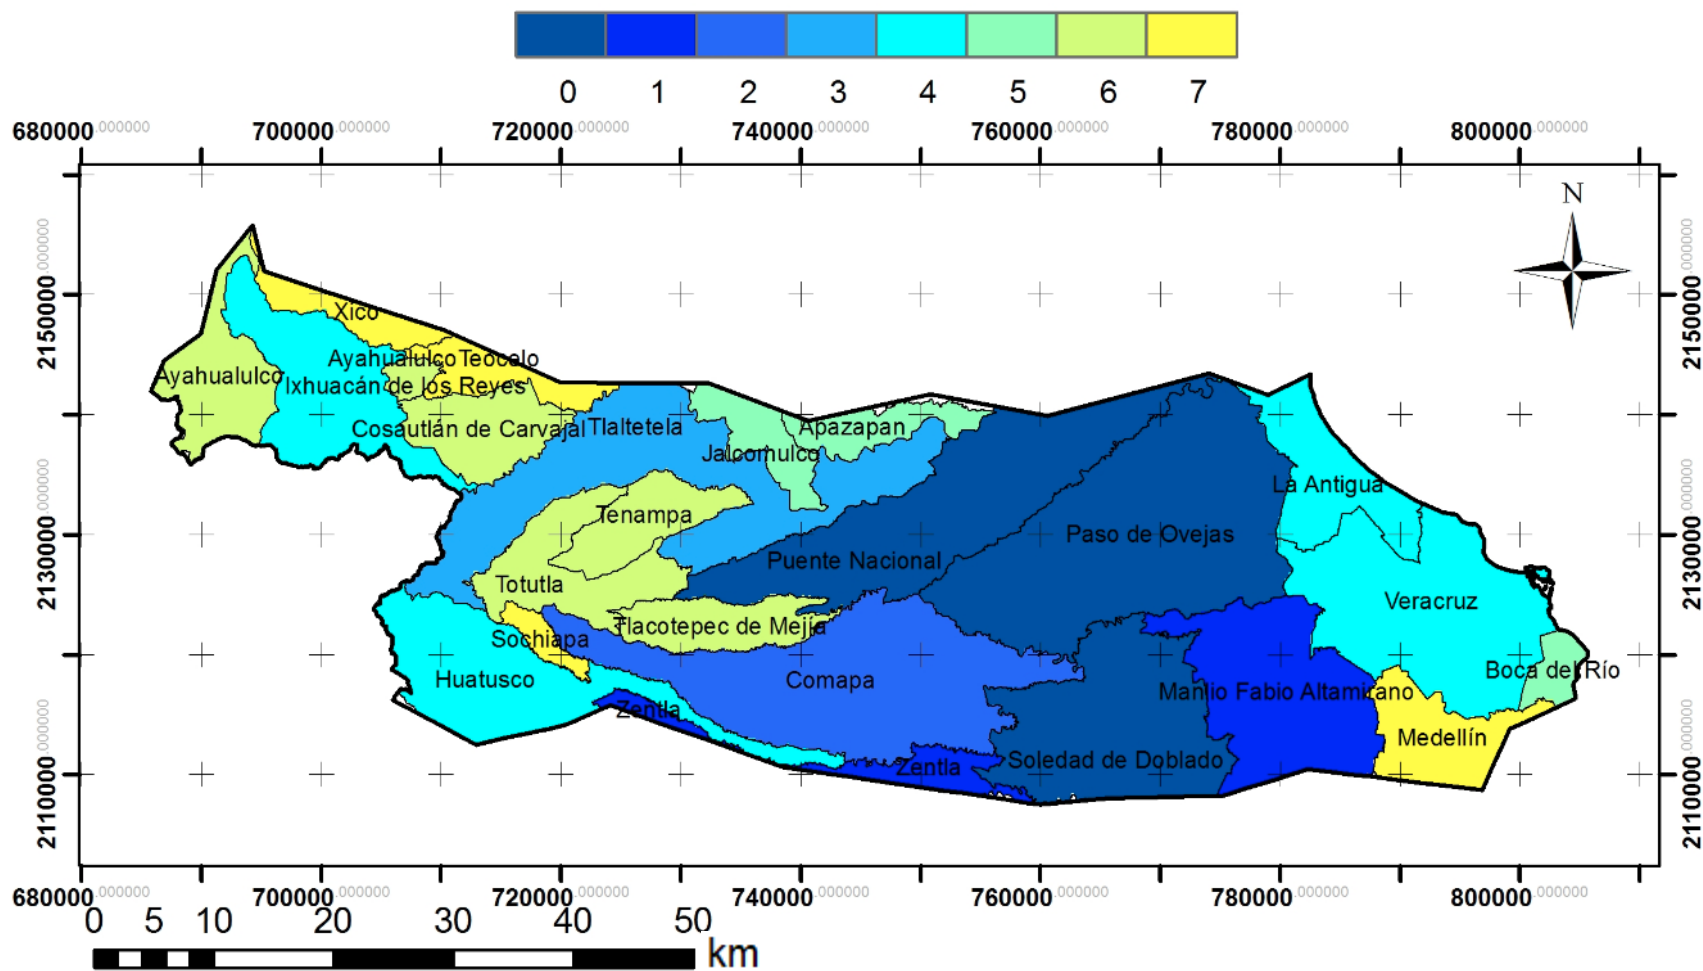 0 1 2 3 4 5 6 7
680000.000000 700000.000000 720000.000000 740000.000000 760000.000000 780000.000000 800000.000000
N
2150000.000000
2150000.000000
Xico
Ayahualulco Teocelo
Ayahualulco
Ixhuacán de los Reyes
Cosautlán de Carvajal
Tlaltetela
Apazapan
Jalcomulco
La Antigua
Tenampa
Paso de Ovejas
2130000.000000
2130000.000000
Puente Nacional
Totutla
Veracruz
Tlacotepec de Mejía
Sochiapa
Boca del Río
Huatusco
Comapa
Manlio Fabio Altamirano
Zentla
Medellín
Soledad de Doblado
Zentla
2110000.000000
2110000.000000
680000.000000 700000.000000 720000.000000 740000.000000 760000.000000 780000.000000 800000.000000
0 5 10 20 30 40 50
km